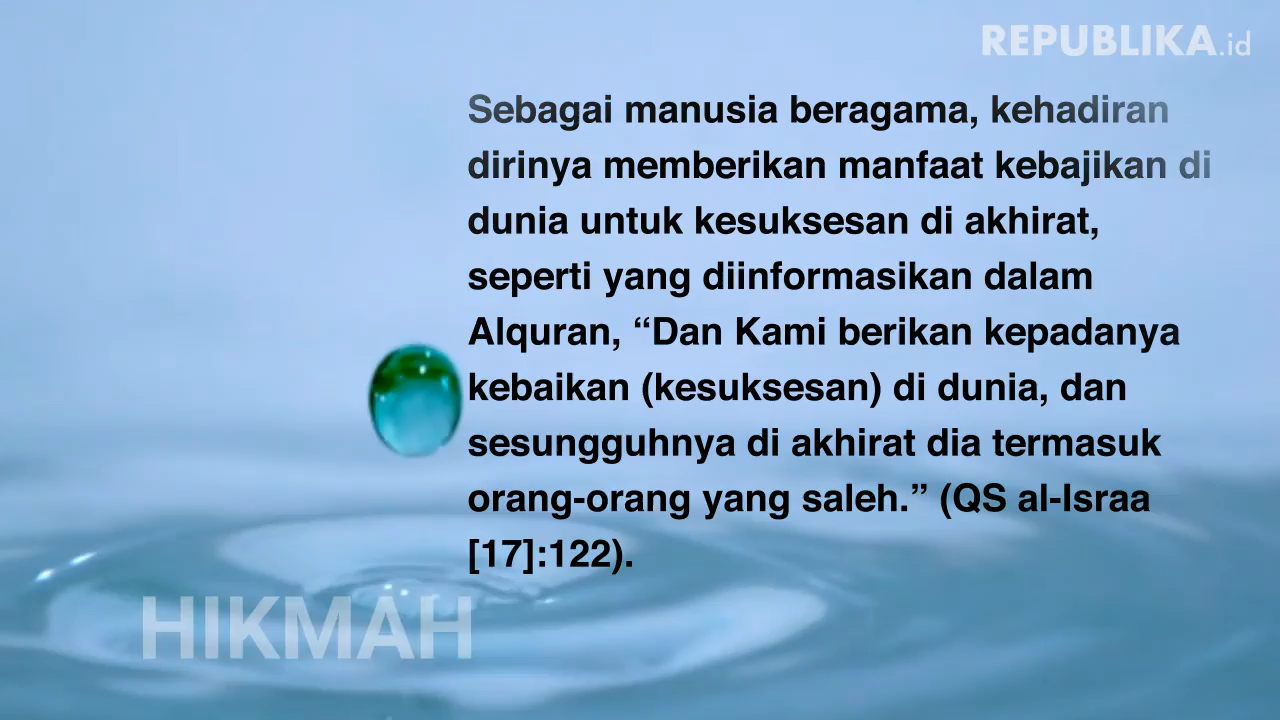 REPUBLIKA.id
Sebagai manusia beragama, kehadiran
dirinya memberikan manfaat kebajikan di
dunia untuk kesuksesan di akhirat,
seperti yang diinformasikan dalam
Alquran, “Dan Kami berikan kepadanya
kebaikan (kesuksesan) di dunia, dan
sesungguhnya di akhirat dia termasuk
orang-orang yang saleh.” (QS al-Israa
[17]:122).
HIKMAH